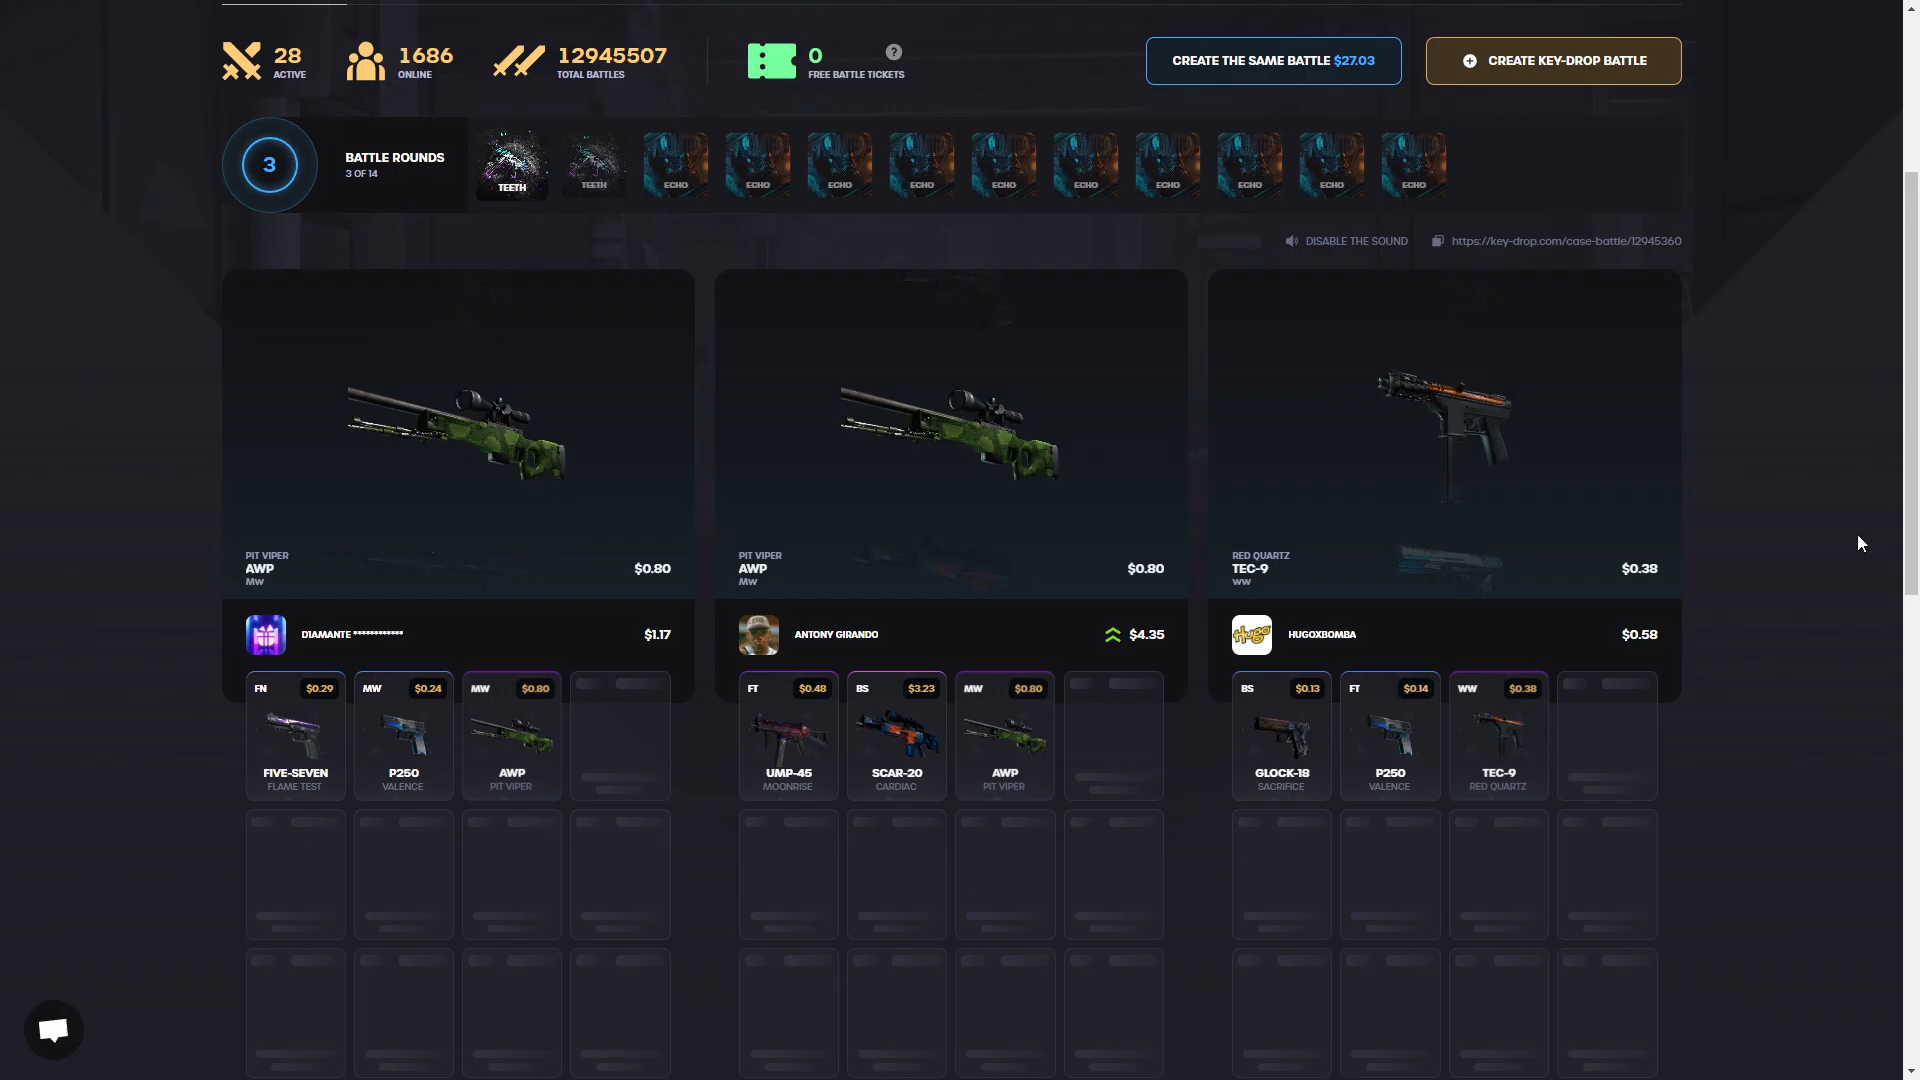 28
ACTIVE
1686
ONLINE
12945507
TOTAL BATTLES
0
FREE BATTLE TICKETS
?
CREATE THE SAME BATTLE $27.03
CREATE KEY-DROP BATTLE
3
BATTLE ROUNDS
3 OF 14
TEETH
TEETH
ECHO
ECHO
ECHO
ECHO
ECHO
ECHO
ECHO
ECHO
ECHO
ECHO
DISABLE THE SOUND
https://key-drop.com/case-battle/12945360
PIT VIPER
AWP
MW
$0.80
PIT VIPER
AWP
MW
$0.80
RED QUARTZ
TEC-9
WW
$0.38
D1AMANTE ************
$1.17
ANTONY GIRANDO
$4.35
Hugo
HUGOXBOMBA
$0.58
FN $0.29
FIVE-SEVEN
FLAME TEST
MW $0.24
P250
VALENCE
MW $0.80
AWP
PIT VIPER
FT $0.48
UMP-45
MOONRISE
BS $3.23
SCAR-20
CARDIAC
MW $0.80
AWP
PIT VIPER
BS $0.13
GLOCK-18
SACRIFICE
FT $0.14
P250
VALENCE
WW $0.38
TEC-9
RED QUARTZ